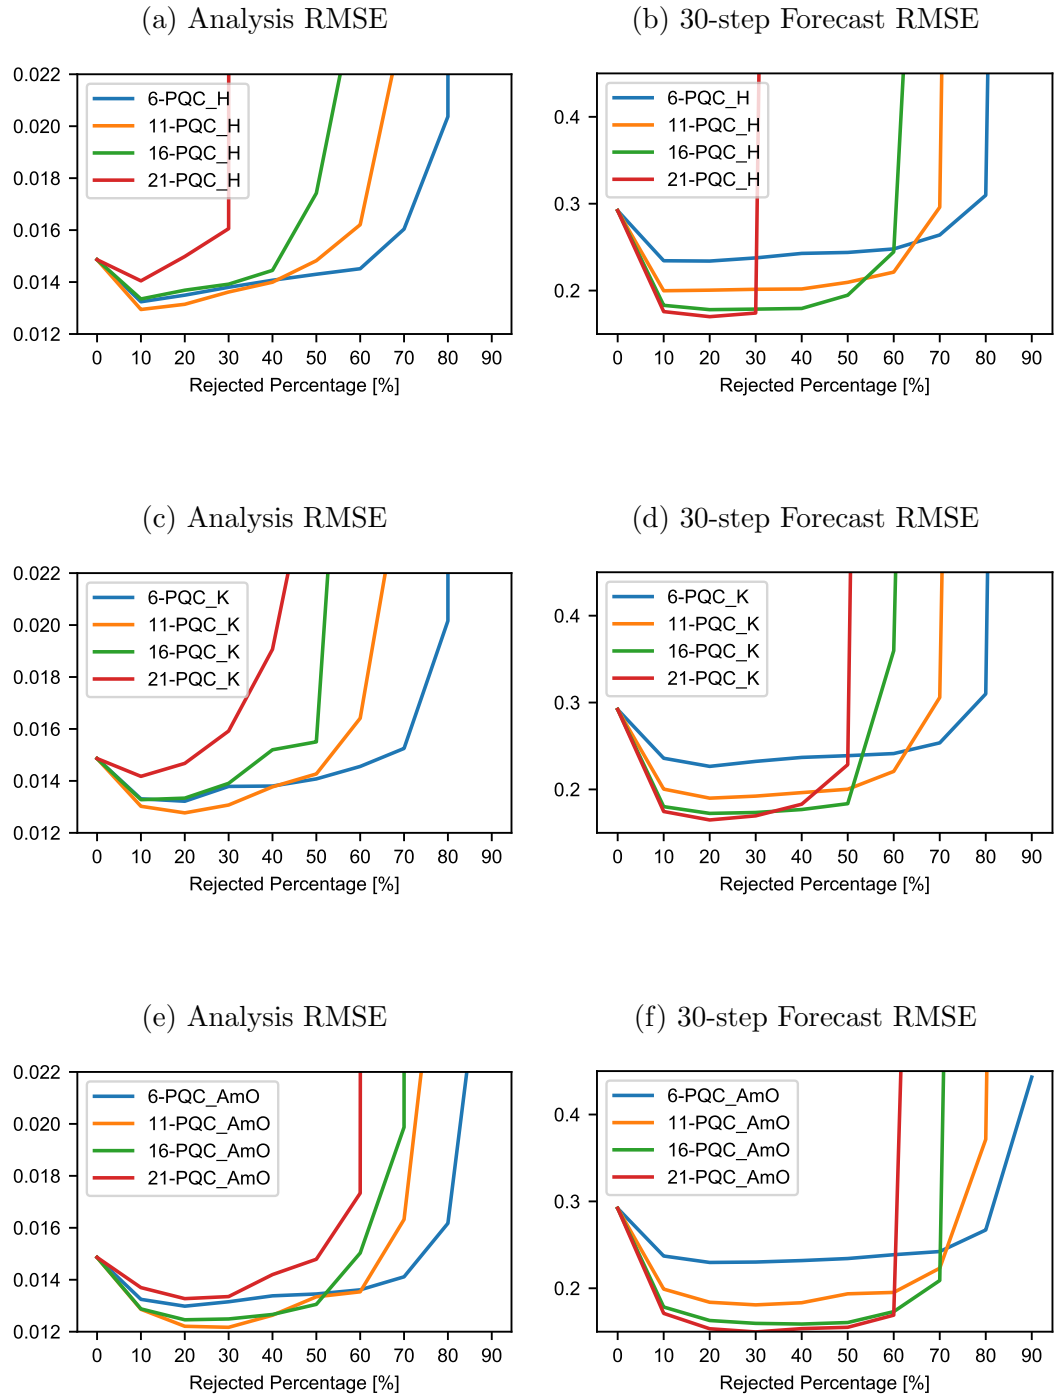 (a) Analysis RMSE
0.022
0.020
0.018
0.016
0.014
0.012
6-PQC_H
11-PQC_H
16-PQC_H
21-PQC_H
0 10 20 30 40 50 60 70 80 90
Rejected Percentage [%]
(b) 30-step Forecast RMSE
0.4
0.3
0.2
6-PQC_H
11-PQC_H
16-PQC_H
21-PQC_H
0 10 20 30 40 50 60 70 80 90
Rejected Percentage [%]
(c) Analysis RMSE
0.022
0.020
0.018
0.016
0.014
0.012
6-PQC_K
11-PQC_K
16-PQC_K
21-PQC_K
0 10 20 30 40 50 60 70 80 90
Rejected Percentage [%]
(d) 30-step Forecast RMSE
0.4
0.3
0.2
6-PQC_K
11-PQC_K
16-PQC_K
21-PQC_K
0 10 20 30 40 50 60 70 80 90
Rejected Percentage [%]
(e) Analysis RMSE
0.022
0.020
0.018
0.016
0.014
0.012
6-PQC_AmO
11-PQC_AmO
16-PQC_AmO
21-PQC_AmO
0 10 20 30 40 50 60 70 80 90
Rejected Percentage [%]
(f) 30-step Forecast RMSE
0.4
0.3
0.2
6-PQC_AmO
11-PQC_AmO
16-PQC_AmO
21-PQC_AmO
0 10 20 30 40 50 60 70 80 90
Rejected Percentage [%]